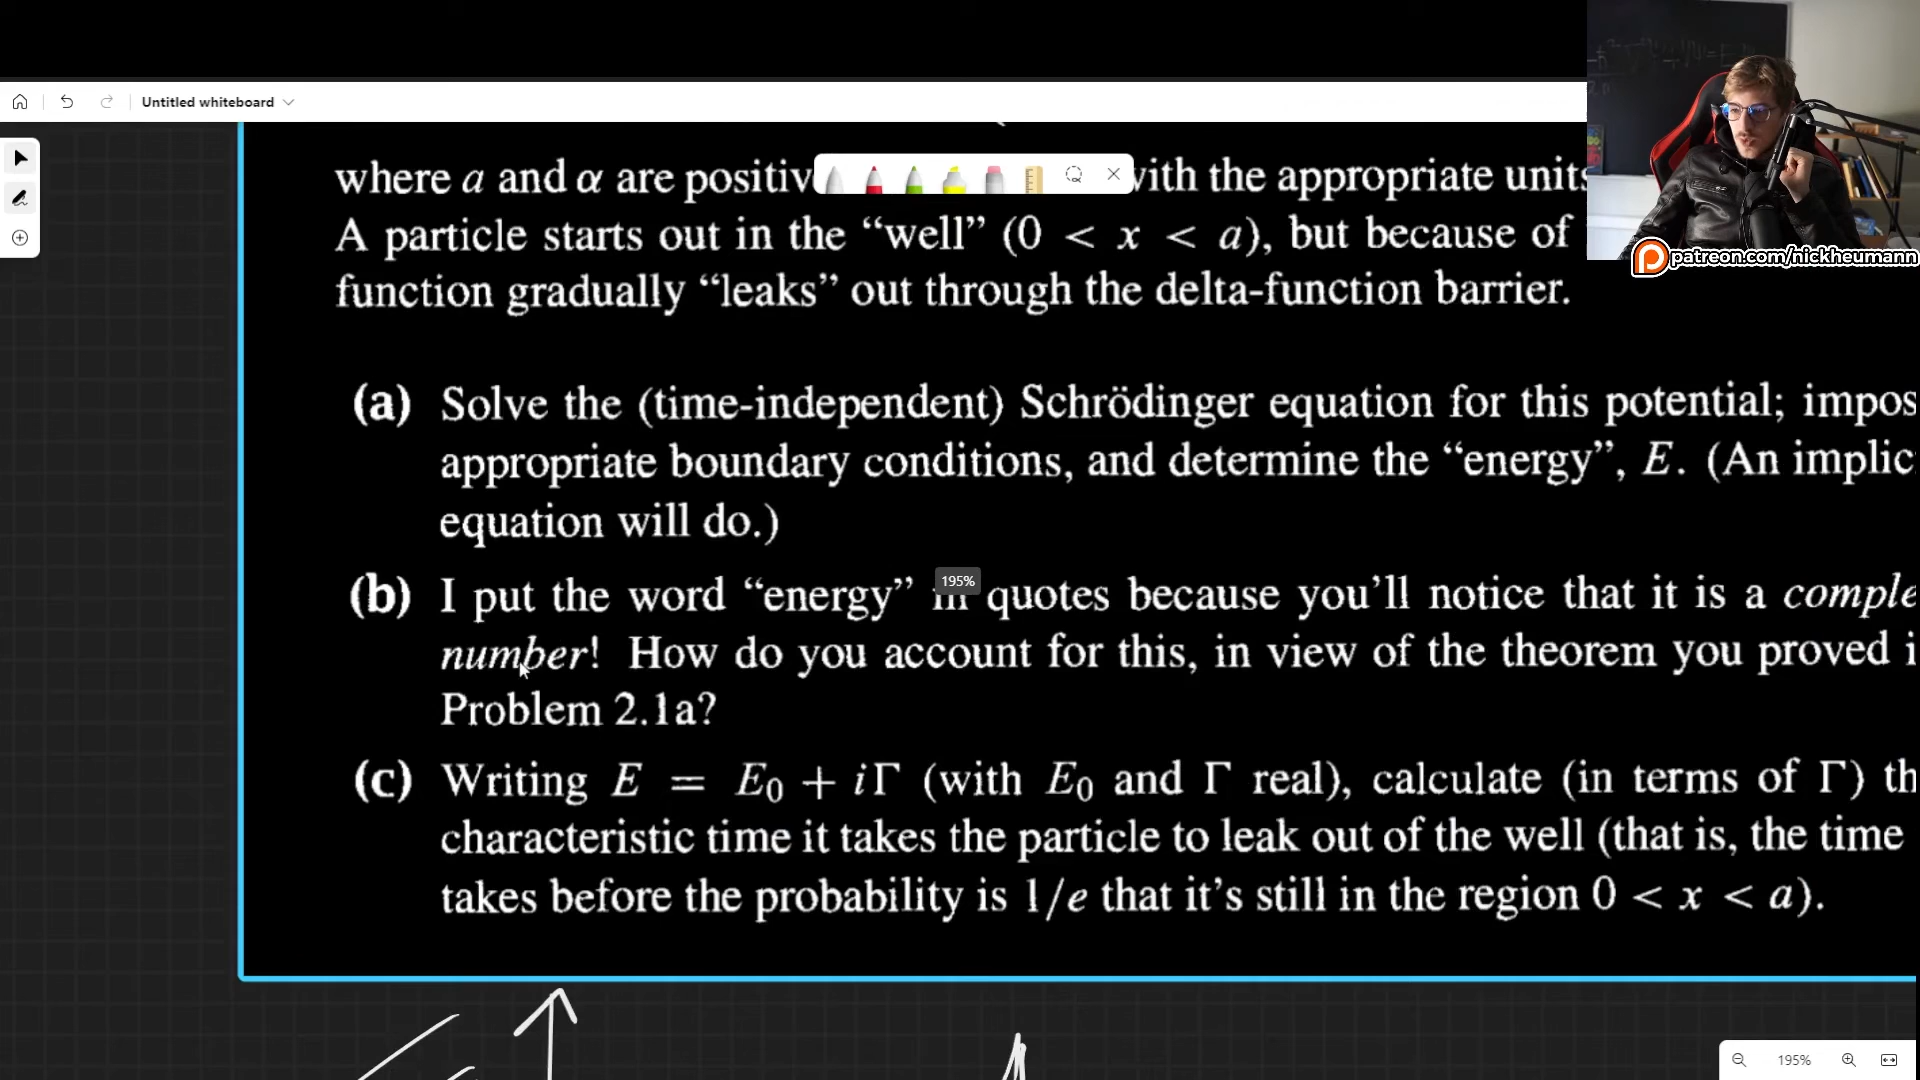 Untitled whiteboard
patreon.com/nickheumann
where a and α are positiv with the appropriate units
A particle starts out in the “well” (0 < x < a), but because of
function gradually “leaks” out through the delta-function barrier.
(a) Solve the (time-independent) Schrödinger equation for this potential; impos
appropriate boundary conditions, and determine the “energy”, E. (An implic
equation will do.)
(b) I put the word “energy” in quotes because you’ll notice that it is a comple
number! How do you account for this, in view of the theorem you proved i
Problem 2.1a?
195%
(c) Writing E = E₀ + iΓ (with E₀ and Γ real), calculate (in terms of Γ) th
characteristic time it takes the particle to leak out of the well (that is, the time
takes before the probability is 1/e that it’s still in the region 0 < x < a).
195%